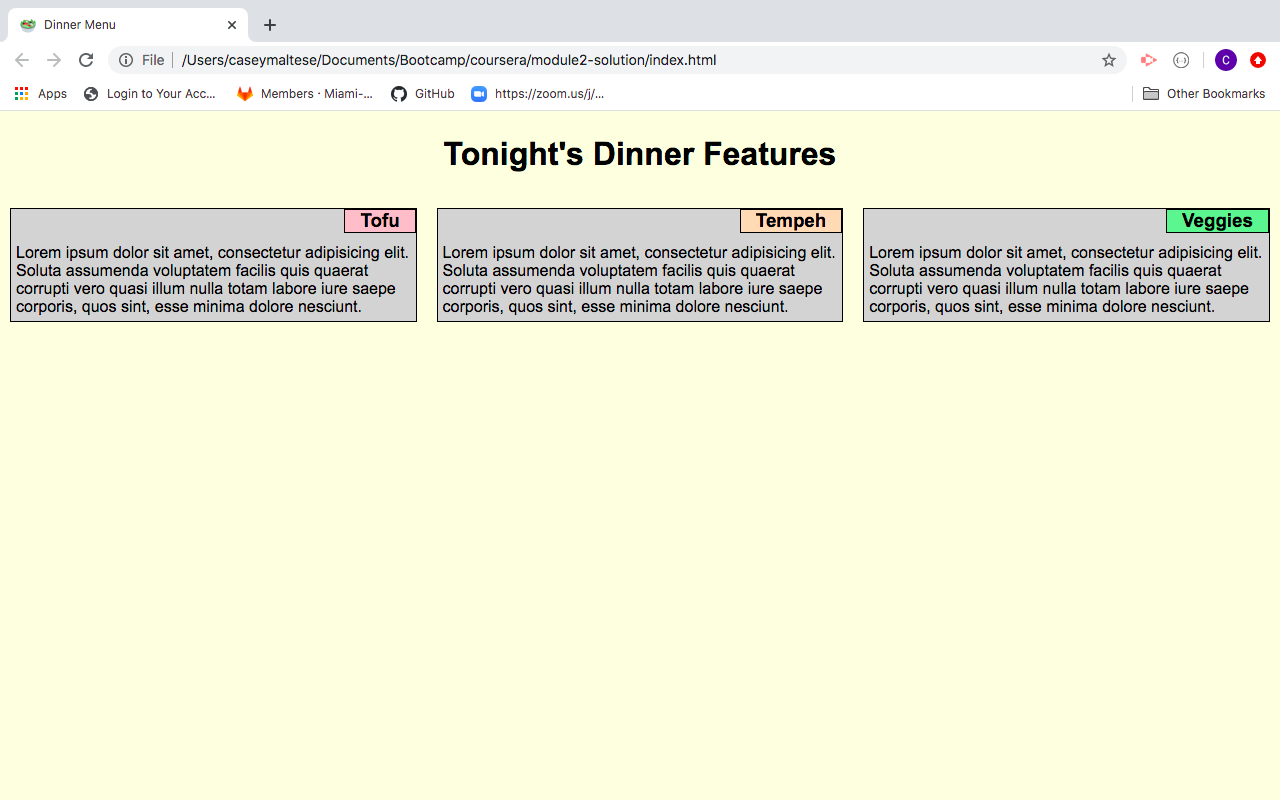 Dinner Menu
File /Users/caseymaltese/Documents/Bootcamp/coursera/module2-solution/index.html C
Apps Login to Your Acc... Members · Miami-... GitHub https://zoom.us/j/... Other Bookmarks
Tonight's Dinner Features
Tofu
Lorem ipsum dolor sit amet, consectetur adipisicing elit.
Soluta assumenda voluptatem facilis quis quaerat
corrupti vero quasi illum nulla totam labore iure saepe
corporis, quos sint, esse minima dolore nesciunt.
Tempeh
Lorem ipsum dolor sit amet, consectetur adipisicing elit.
Soluta assumenda voluptatem facilis quis quaerat
corrupti vero quasi illum nulla totam labore iure saepe
corporis, quos sint, esse minima dolore nesciunt.
Veggies
Lorem ipsum dolor sit amet, consectetur adipisicing elit.
Soluta assumenda voluptatem facilis quis quaerat
corrupti vero quasi illum nulla totam labore iure saepe
corporis, quos sint, esse minima dolore nesciunt.